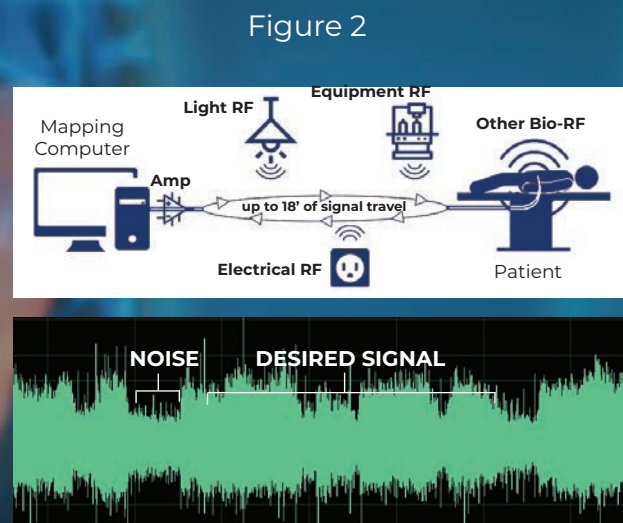 Figure 2
Light RF
Equipment RF
Mapping
Computer
Other Bio-RF
Amp
up to 18' of signal travel
Electrical RF
Patient
NOISE
DESIRED SIGNAL